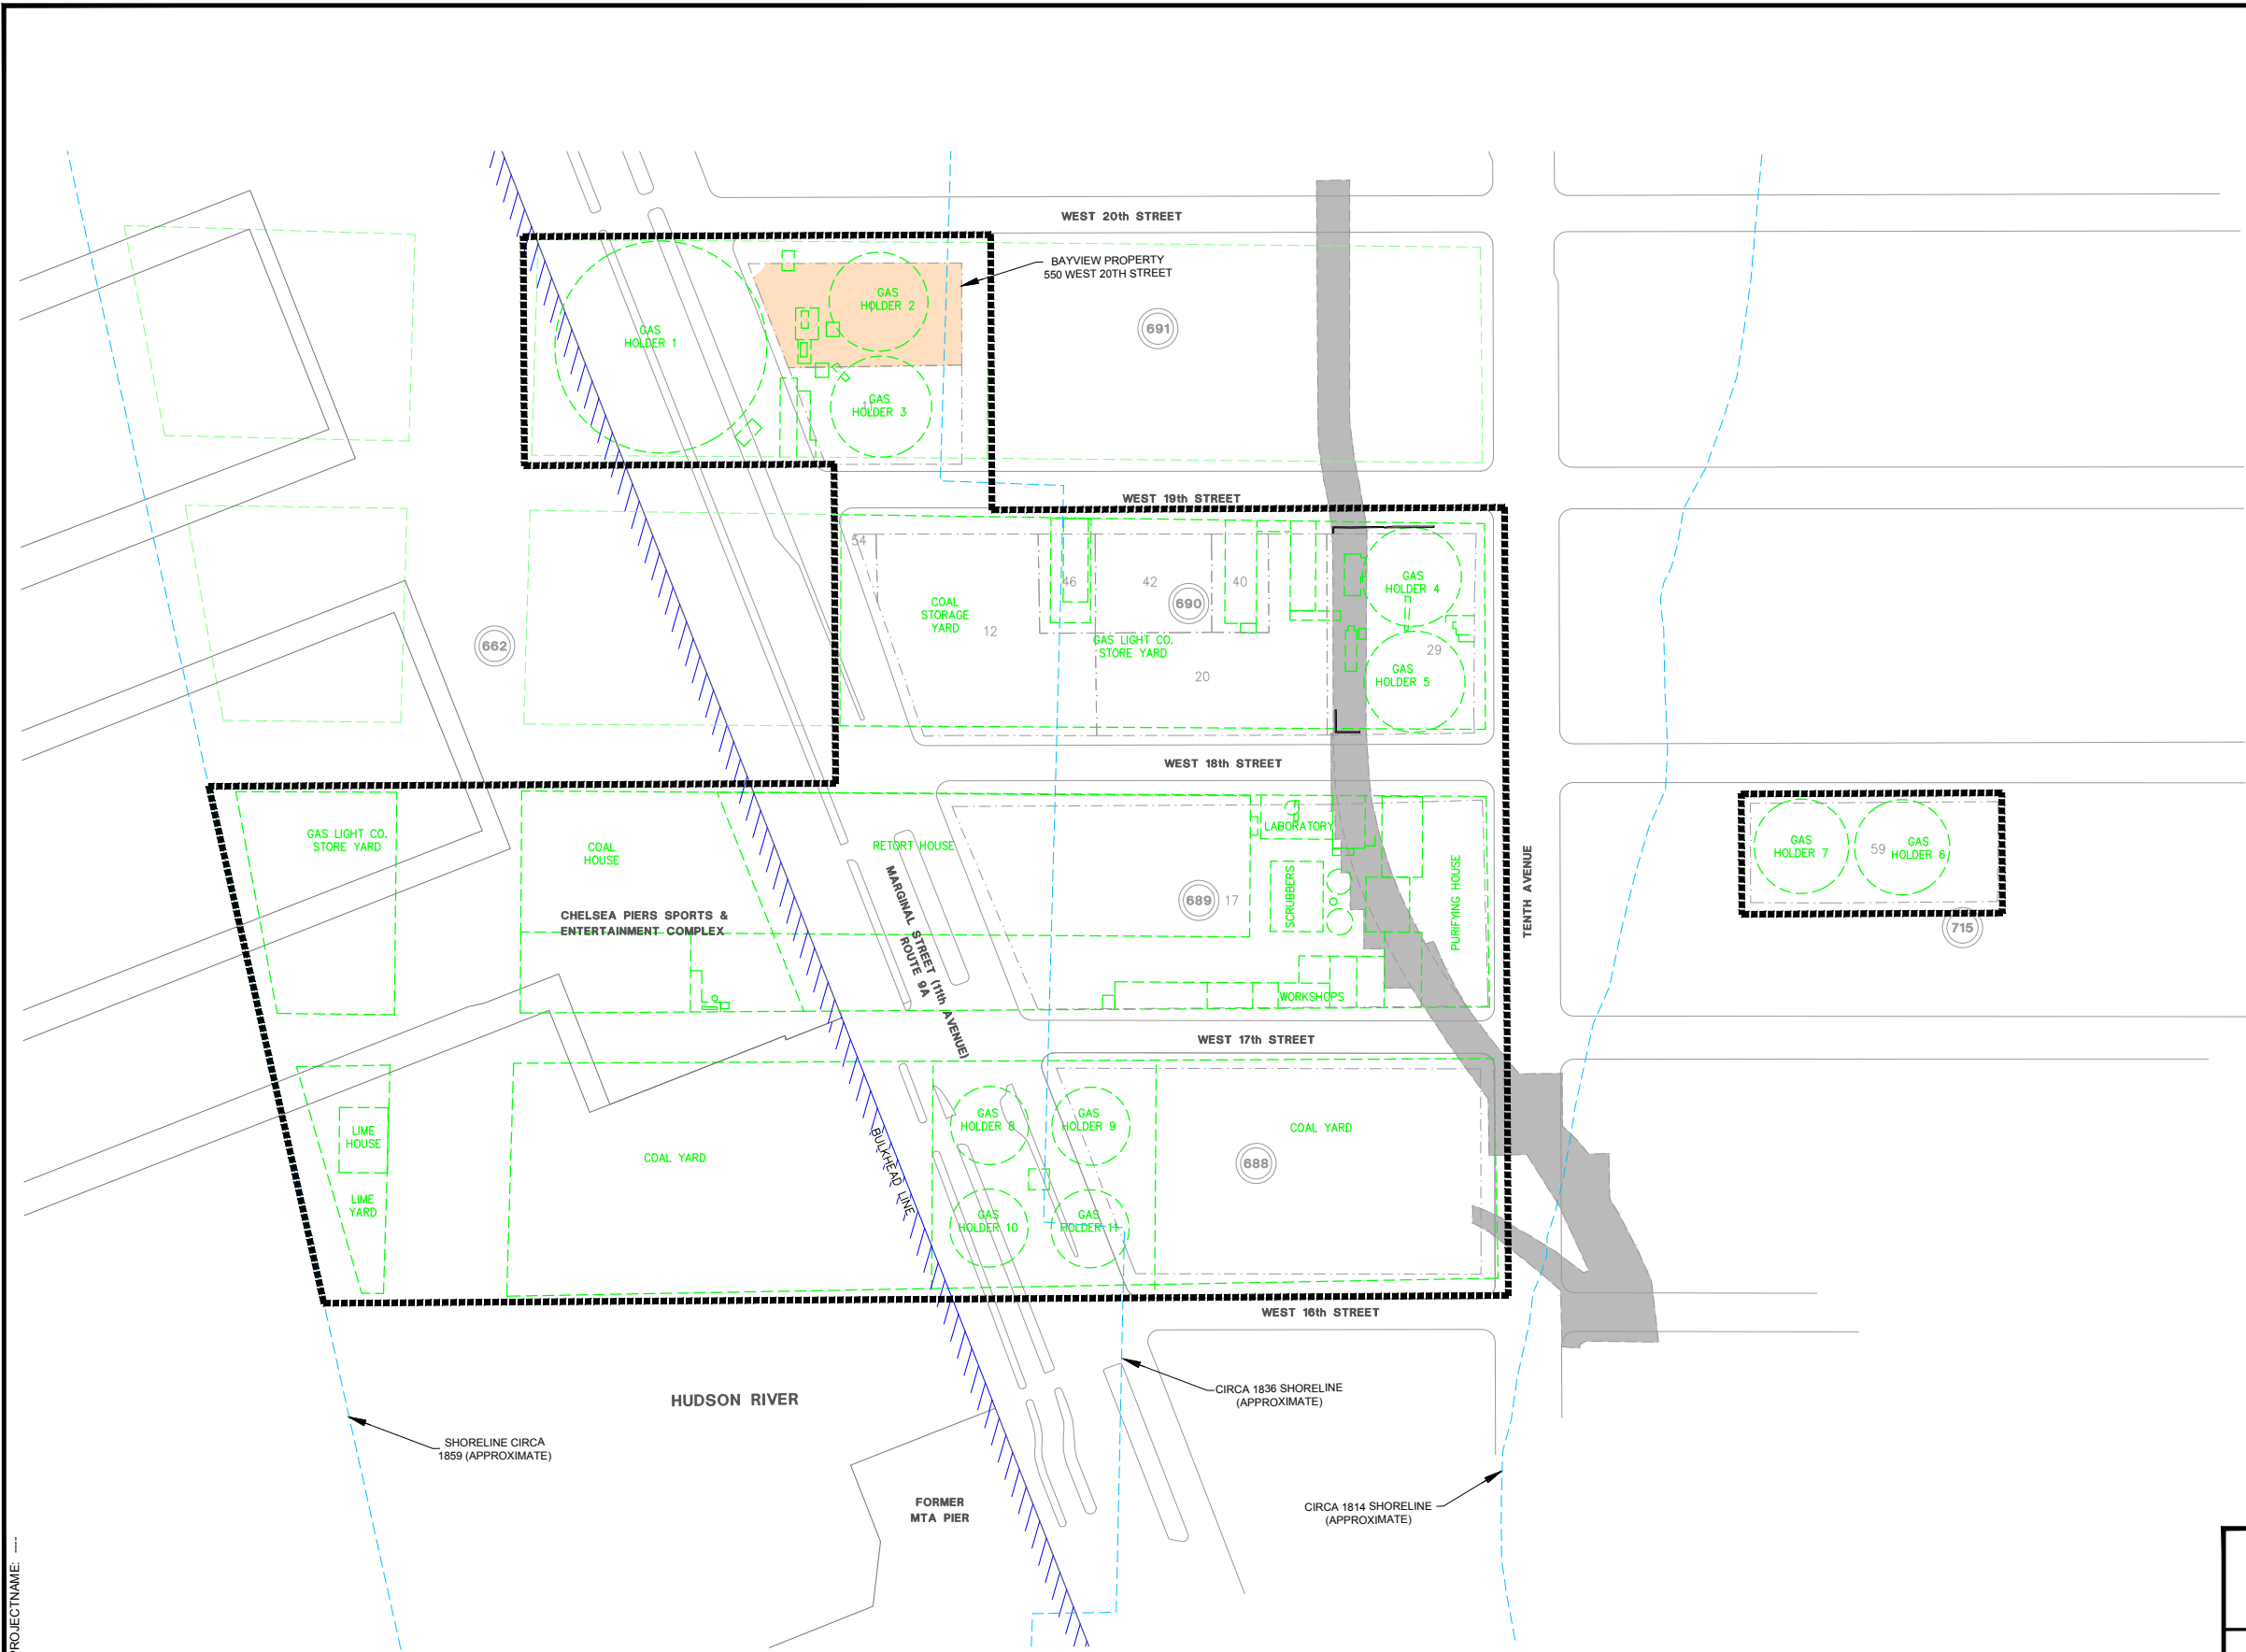 WEST 20th STREET
BAYVIEW PROPERTY
550 WEST 20TH STREET
GAS
HOLDER 1
GAS
HOLDER 2
GAS
HOLDER 3
691
WEST 19th STREET
54
46
42
40
690
COAL
STORAGE
YARD
12
GAS LIGHT CO.
STORE YARD
20
GAS
HOLDER 4
29
GAS
HOLDER 5
662
WEST 18th STREET
GAS LIGHT CO.
STORE YARD
COAL
HOUSE
RETORT HOUSE
LABORATORY
SCRUBBERS
PURIFYING HOUSE
TENTH AVENUE
GAS
HOLDER 7
59
GAS
HOLDER 6
715
689
17
CHELSEA PIERS SPORTS &
ENTERTAINMENT COMPLEX
MARGINAL STREET (11th AVENUE)
ROUTE 9A
WORKSHOPS
WEST 17th STREET
LIME
HOUSE
LIME
YARD
COAL YARD
BULKHEAD LINE
GAS
HOLDER 8
GAS
HOLDER 9
GAS
HOLDER 10
GAS
HOLDER 11
COAL YARD
688
WEST 16th STREET
HUDSON RIVER
SHORELINE CIRCA
1859 (APPROXIMATE)
CIRCA 1836 SHORELINE
(APPROXIMATE)
FORMER
MTA PIER
CIRCA 1814 SHORELINE
(APPROXIMATE)
PROJECTNAME: ----